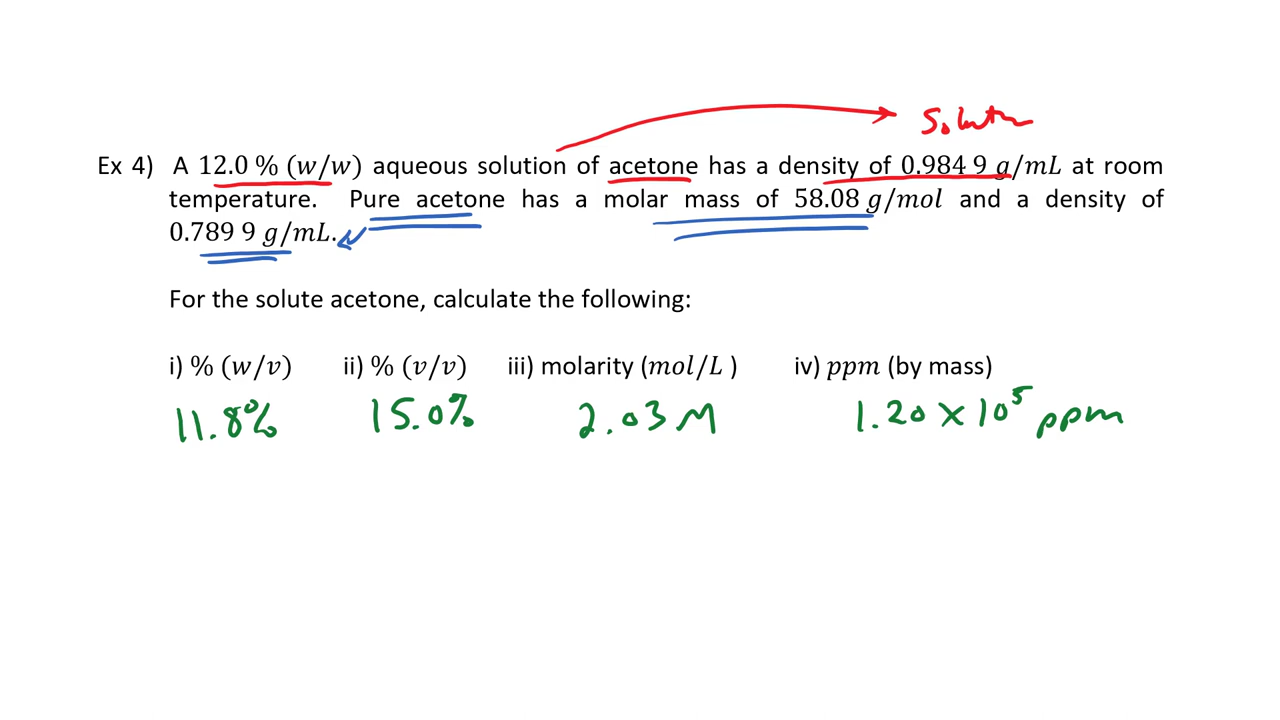 Solution
Ex 4) A 12.0 % (w/w) aqueous solution of acetone has a density of 0.984 9 g/mL at room
temperature. Pure acetone has a molar mass of 58.08 g/mol and a density of
0.789 9 g/mL.
For the solute acetone, calculate the following:
i) % (w/v) ii) % (v/v) iii) molarity (mol/L ) iv) ppm (by mass)
11.8% 15.0% 2.03 M 1.20 × 10⁵ ppm